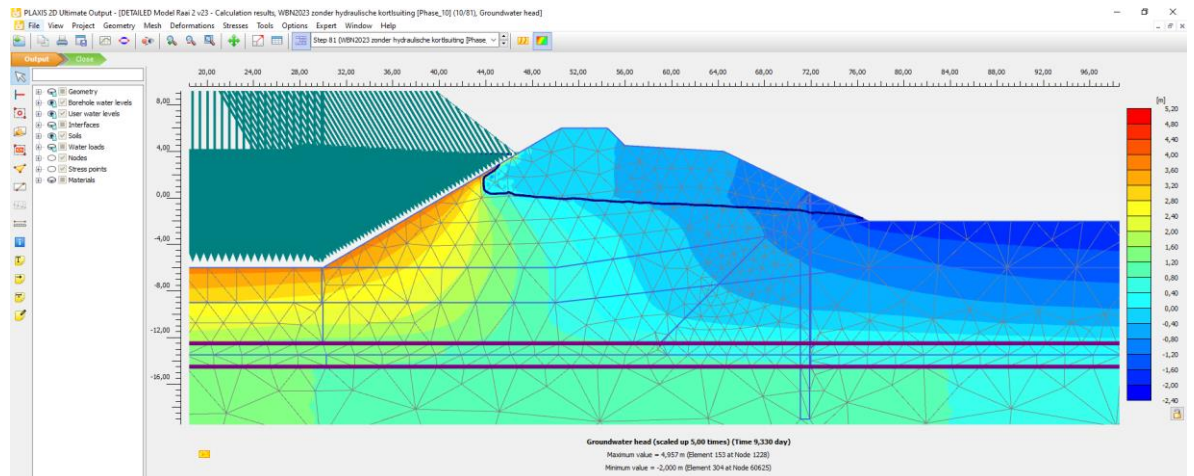 PLAXIS 2D Ultimate Output - [DETAILED Model Raai 2 v23 - Calculation results, WBN2023 zonder hydraulische kortlsuiting [Phase_10] (10/81), Groundwater head]
File View Project Geometry Mesh Deformations Stresses Tools Options Expert Window Help
Step 81 (WBN2023 zonder hydraulische kortlsuiting [Phase_
Output Close
Geometry
Borehole water levels
User water levels
Interfaces
Soils
Water loads
Nodes
Stress points
Materials
20,00 24,00 28,00 32,00 36,00 40,00 44,00 48,00 52,00 56,00 60,00 64,00 68,00 72,00 76,00 80,00 84,00 88,00 92,00 96,00
8,00
4,00
0,00
-4,00
-8,00
-12,00
-16,00
[m]
5,20
4,80
4,40
4,00
3,60
3,20
2,80
2,40
2,00
1,60
1,20
0,80
0,40
0,00
-0,40
-0,80
-1,20
-1,60
-2,00
-2,40
Groundwater head (scaled up 5,00 times) (Time 9,330 day)
Maximum value = 4,957 m (Element 153 at Node 1228)
Minimum value = -2,000 m (Element 304 at Node 60625)